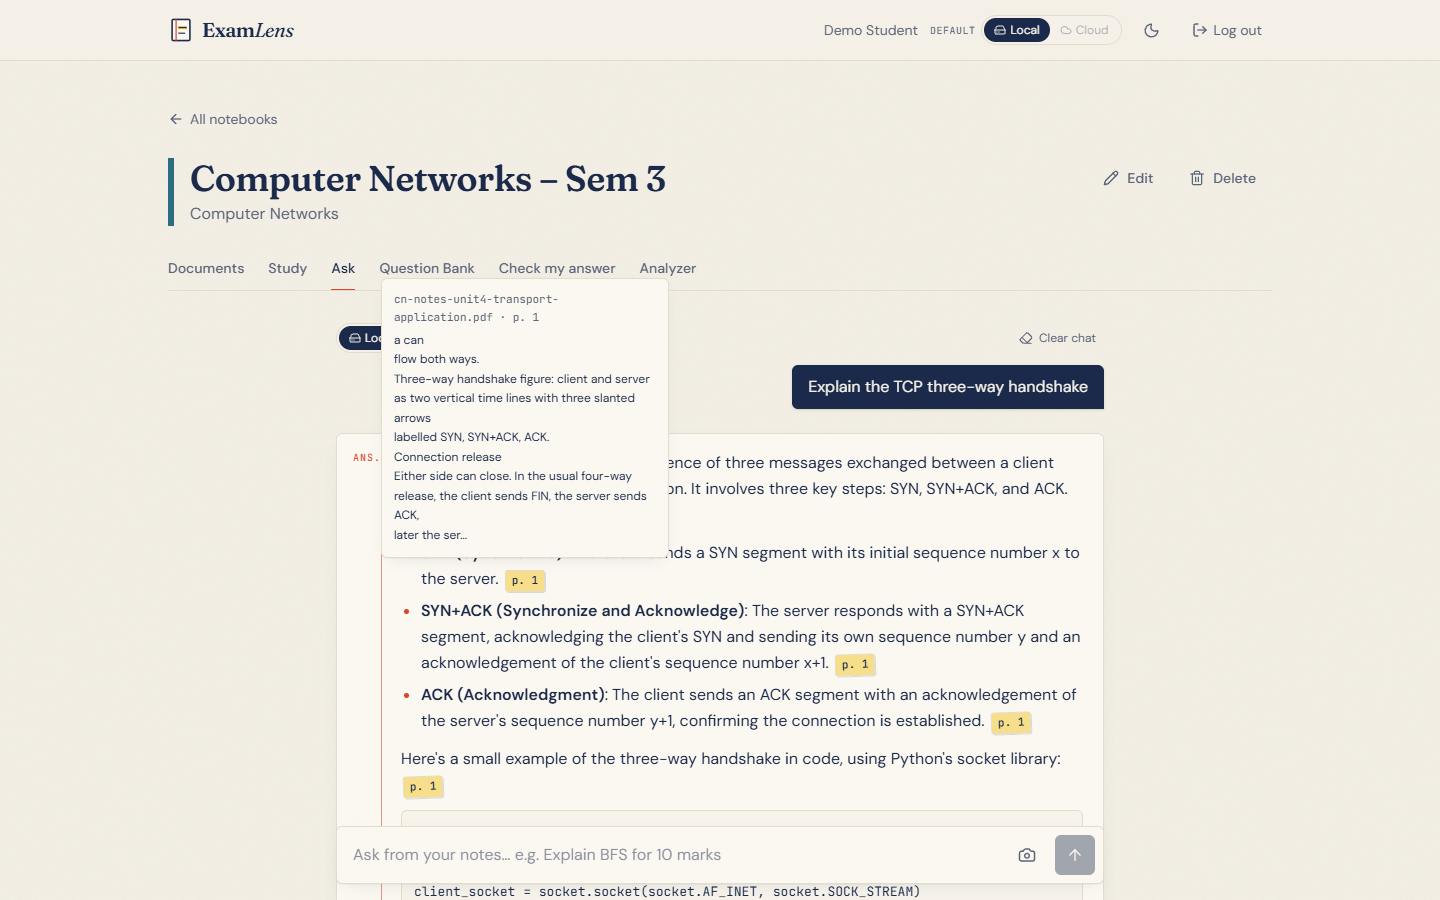 ExamLens
Demo Student DEFAULT Local Cloud Log out
All notebooks
Computer Networks – Sem 3
Edit Delete
Computer Networks
Documents Study Ask Question Bank Check my answer Analyzer
cn-notes-unit4-transport-
application.pdf · p. 1
a can
flow both ways.
Three-way handshake figure: client and server
as two vertical time lines with three slanted
arrows
labelled SYN, SYN+ACK, ACK.
Connection release
Either side can close. In the usual four-way
release, the client sends FIN, the server sends
ACK,
later the ser...
Clear chat
Explain the TCP three-way handshake
ANS.
of three messages exchanged between a client
It involves three key steps: SYN, SYN+ACK, and ACK.
a SYN segment with its initial sequence number x to
the server. p. 1
SYN+ACK (Synchronize and Acknowledge): The server responds with a SYN+ACK
segment, acknowledging the client's SYN and sending its own sequence number y and an
acknowledgement of the client's sequence number x+1. p. 1
ACK (Acknowledgment): The client sends an ACK segment with an acknowledgement of
the server's sequence number y+1, confirming the connection is established. p. 1
Here's a small example of the three-way handshake in code, using Python's socket library:
p. 1
Ask from your notes... e.g. Explain BFS for 10 marks
client_socket = socket.socket(socket.AF_INET, socket.SOCK_STREAM)